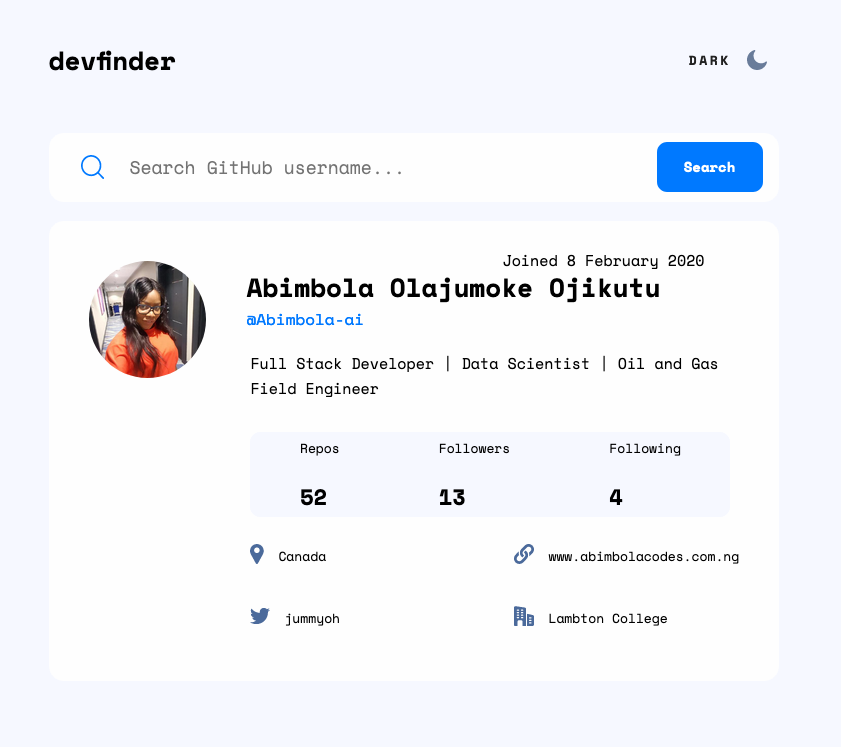 devfinder
DARK
Search GitHub username...
Search
Joined 8 February 2020
Abimbola Olajumoke Ojikutu
@Abimbola-ai
Full Stack Developer | Data Scientist | Oil and Gas
Field Engineer
Repos Followers Following
52 13 4
Canada www.abimbolacodes.com.ng
jummyoh Lambton College